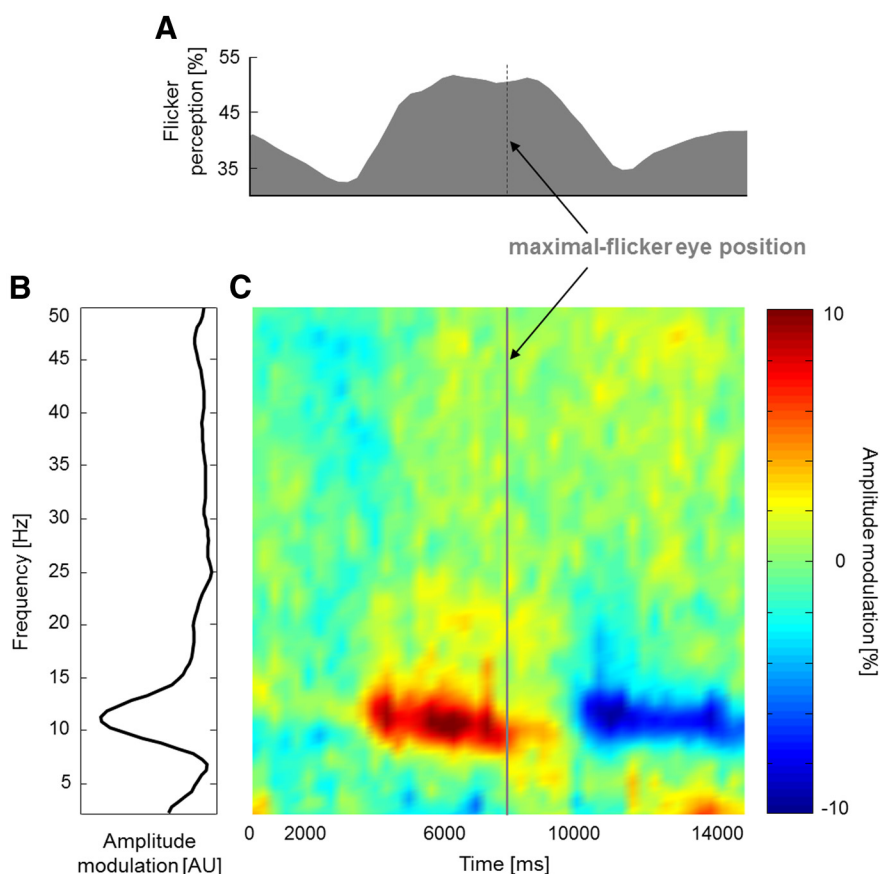 A
Flicker
perception [%]
55
45
35
maximal-flicker eye position
B
Frequency [Hz]
50
45
40
35
30
25
20
15
10
5
Amplitude
modulation [AU]
C
0 2000 6000 10000 14000
Time [ms]
10
0
-10
Amplitude modulation [%]